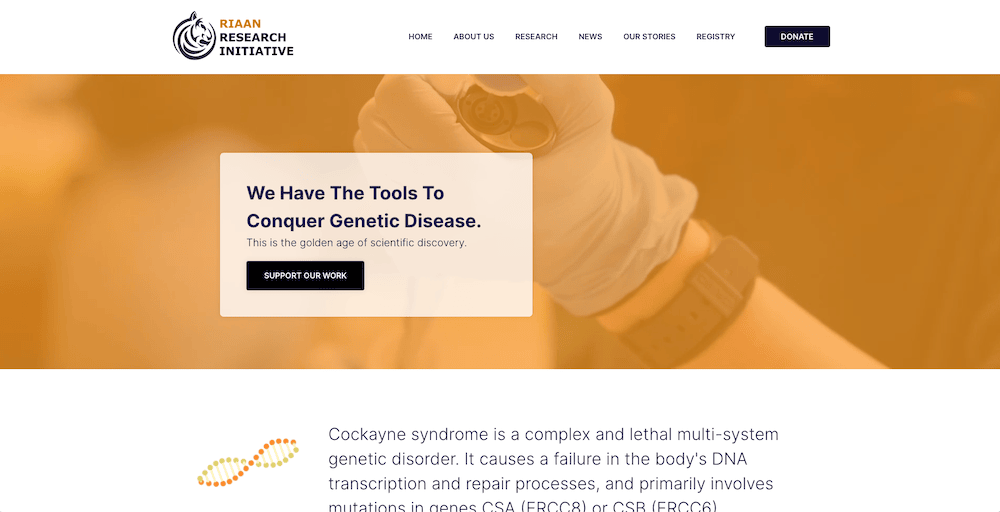 RIAAN
RESEARCH
INITIATIVE
HOME
ABOUT US
RESEARCH
NEWS
OUR STORIES
REGISTRY
DONATE
We Have The Tools To
Conquer Genetic Disease.
This is the golden age of scientific discovery.
SUPPORT OUR WORK
Cockayne syndrome is a complex and lethal multi-system
genetic disorder. It causes a failure in the body's DNA
transcription and repair processes, and primarily involves
mutations in genes CSA (ERCC8) or CSB (ERCC6)